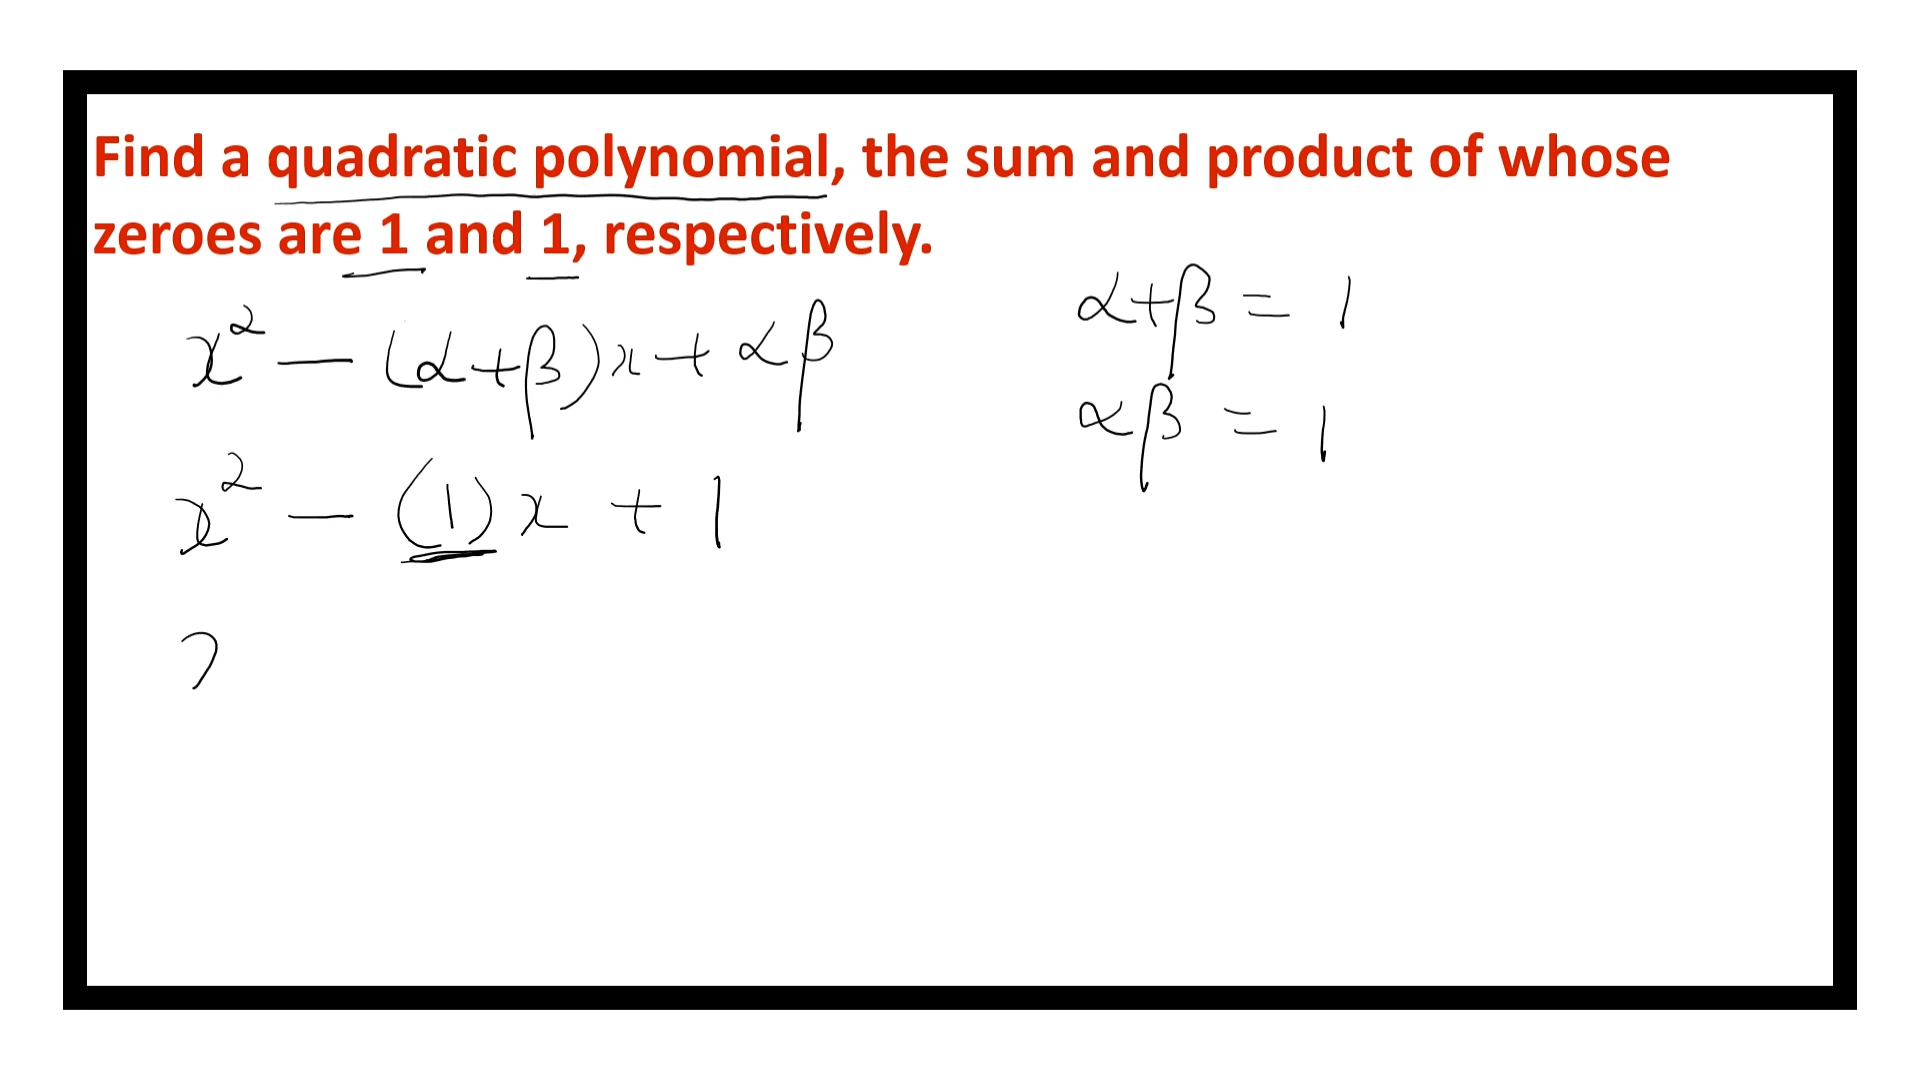 Find a quadratic polynomial, the sum and product of whose
zeroes are 1 and 1, respectively.
x² − (α+β)x + αβ
α+β = 1
αβ = 1
x² − (1)x + 1